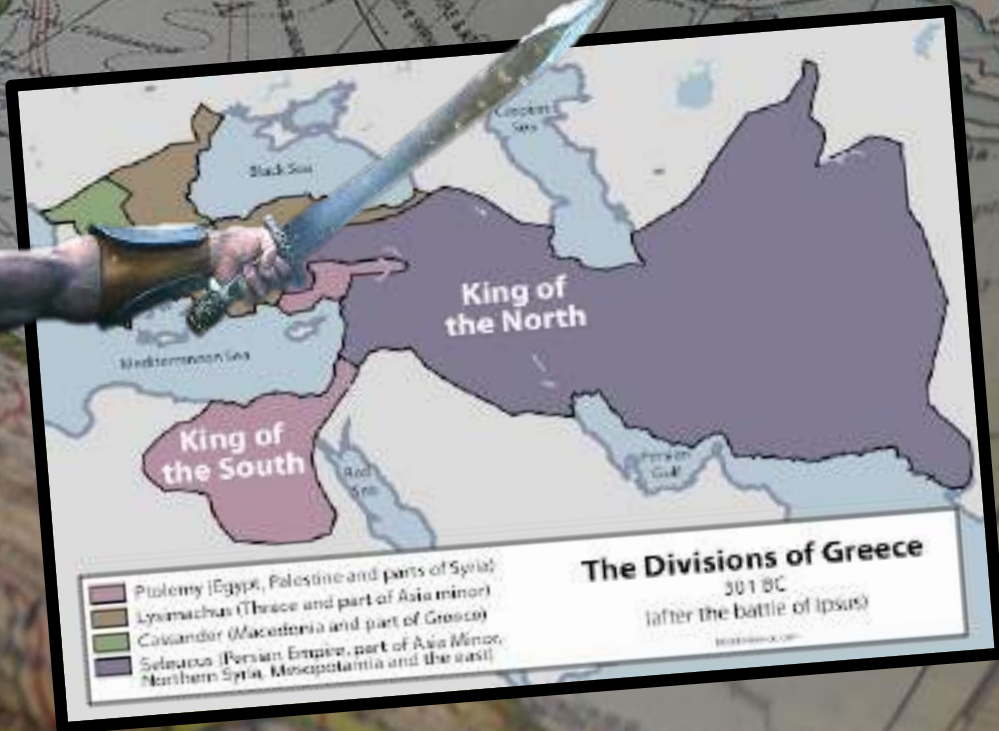 Black Sea
Caspian
Sea
King of
the North
Mediterranean Sea
King of
the South
Red
Sea
Persian
Gulf
The Divisions of Greece
301 BC
(after the battle of Ipsus)
Ptolemy (Egypt, Palestine and parts of Syria)
Lysimachus (Thrace and part of Asia minor)
Cassander (Macedonia and part of Greece)
Seleucus (Persian Empire, part of Asia Minor,
Northern Syria, Mesopotamia and the east)